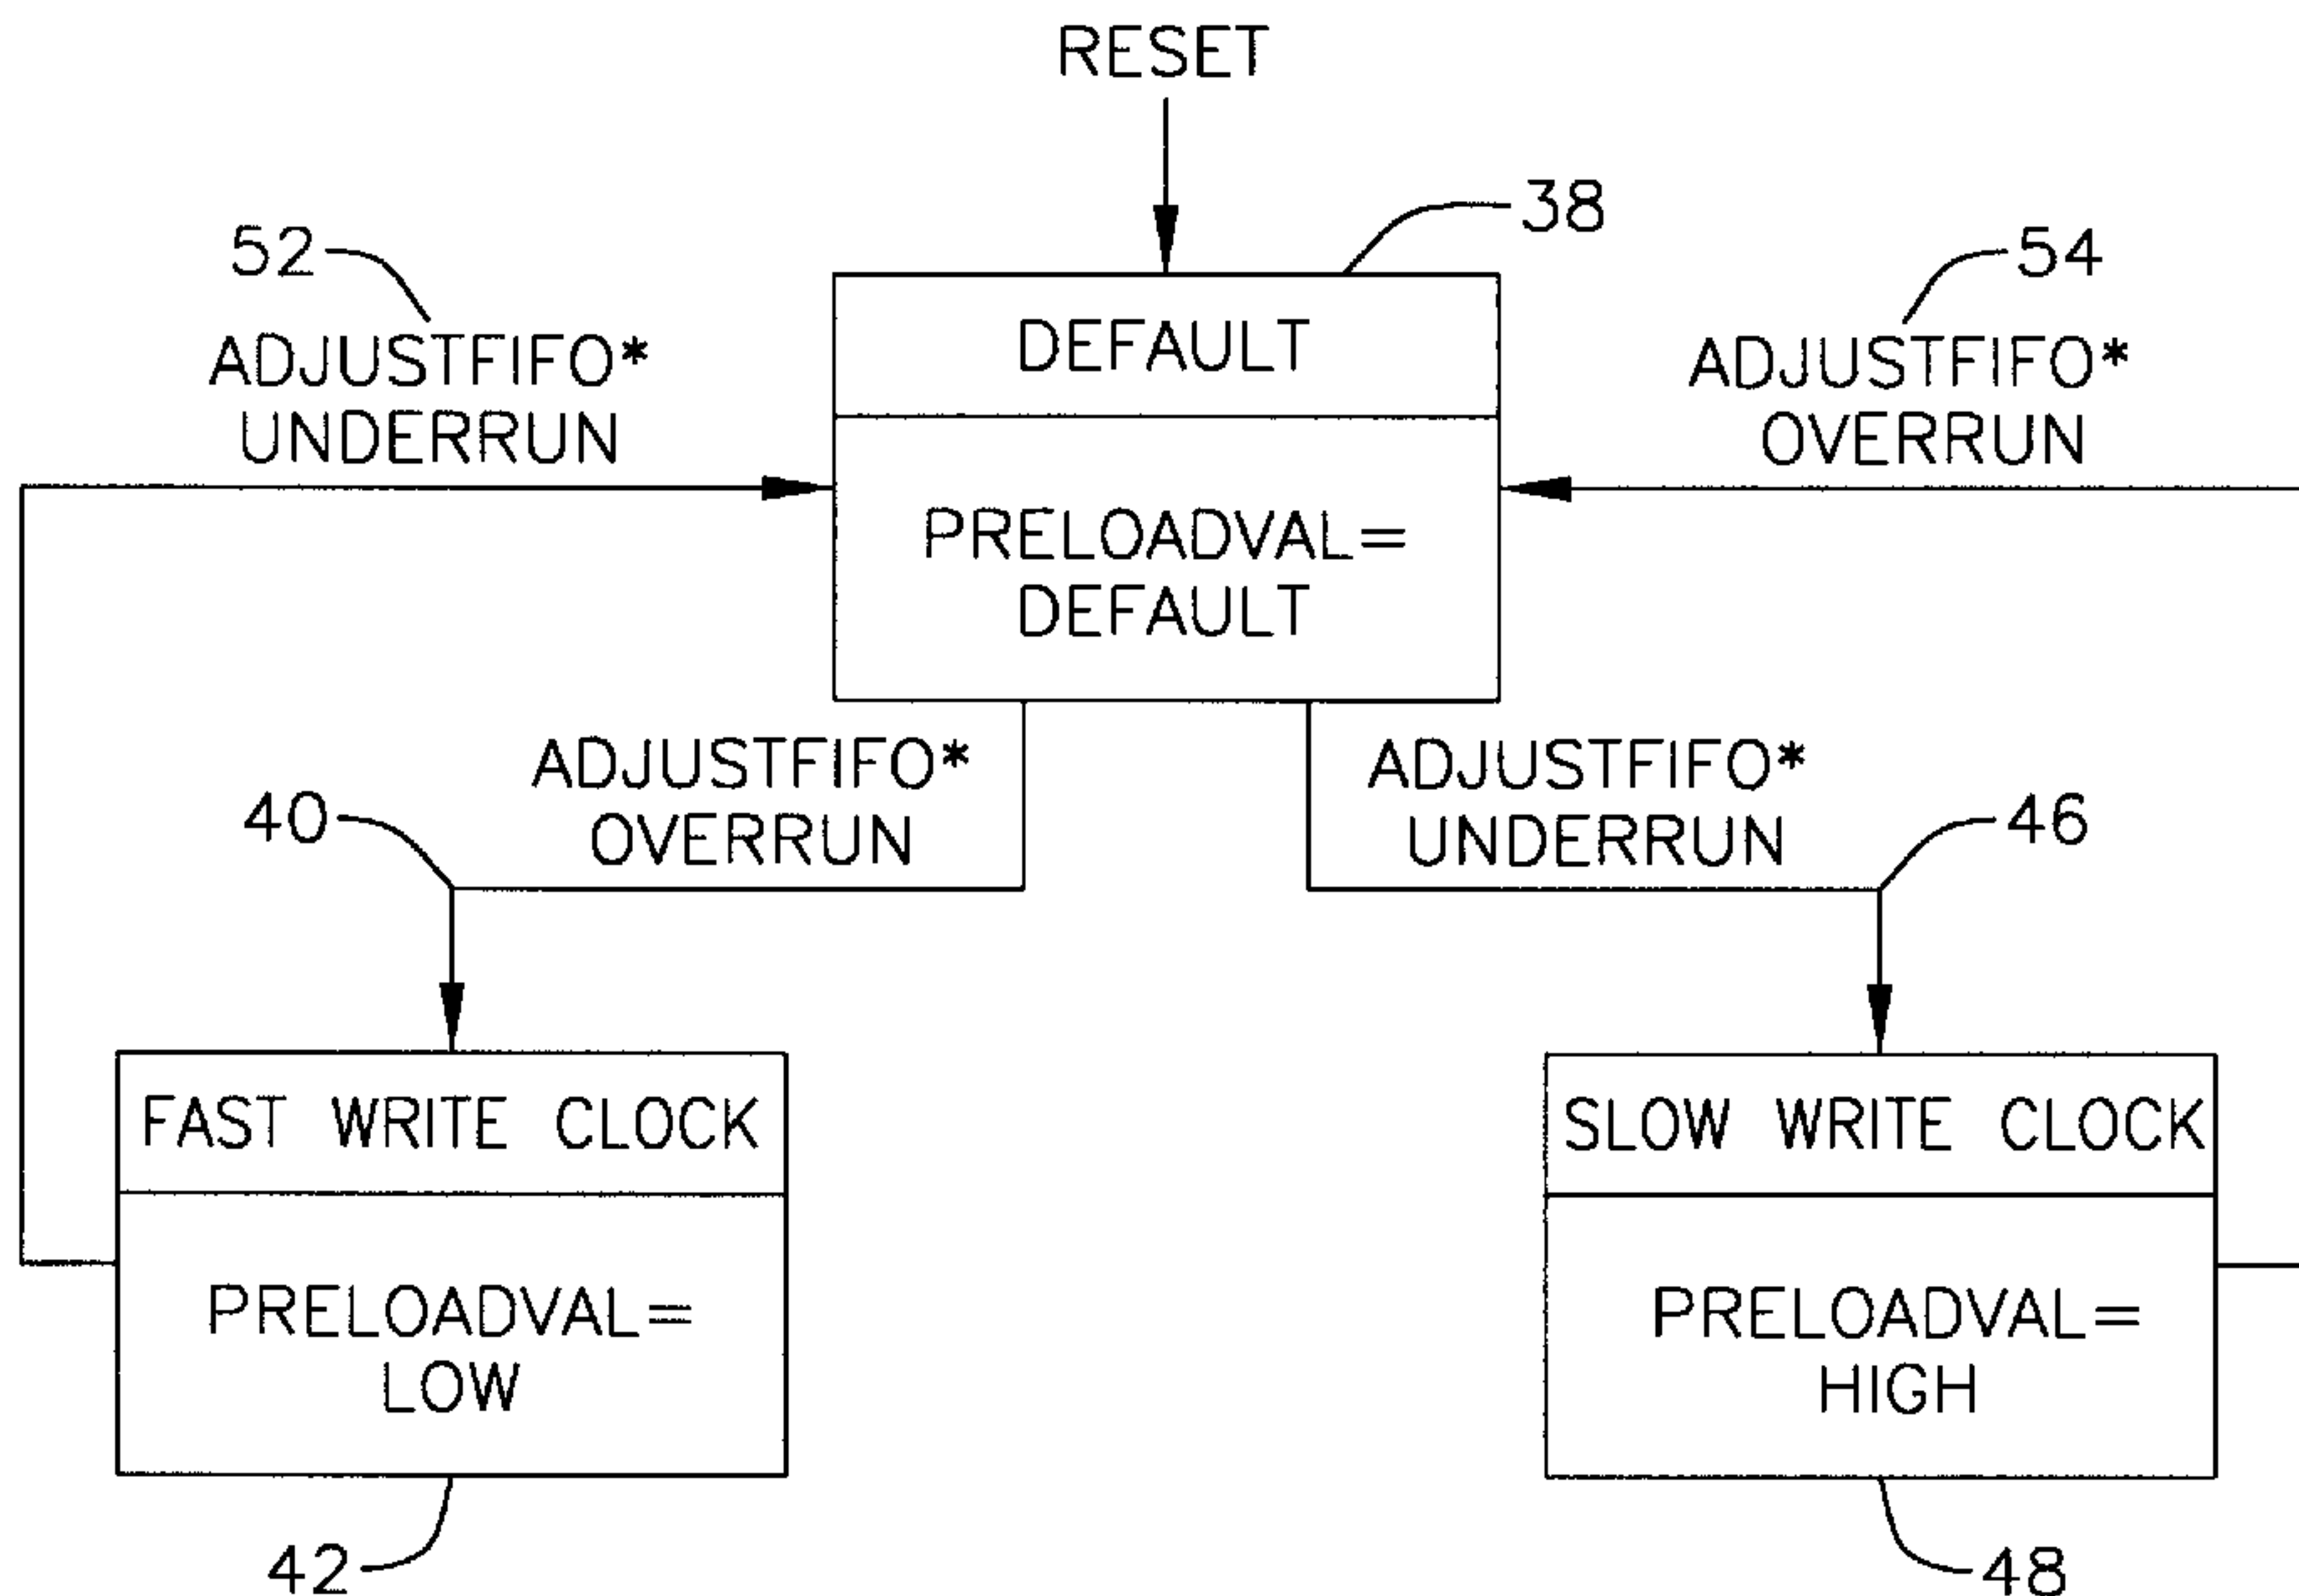 RESET
38
52
54
DEFAULT
ADJUSTFIFO*
UNDERRUN
ADJUSTFIFO*
OVERRUN
PRELOADVAL=
DEFAULT
ADJUSTFIFO*
OVERRUN
ADJUSTFIFO*
UNDERRUN
40
46
FAST WRITE CLOCK
PRELOADVAL=
LOW
SLOW WRITE CLOCK
PRELOADVAL=
HIGH
42
48